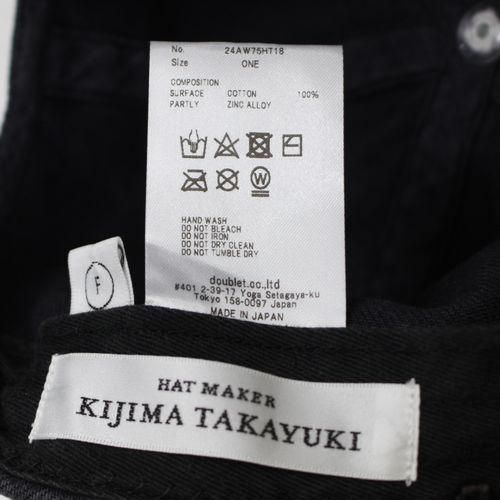 No. 24AW75HT18
Size ONE
COMPOSITION
SURFACE COTTON 100%
PARTLY ZINC ALLOY
W
HAND WASH
DO NOT BLEACH
DO NOT IRON
DO NOT DRY CLEAN
DO NOT TUMBLE DRY
doublet.co.,ltd
#401 2-39-17 Yoga Setagaya-ku
Tokyo 158-0097 Japan
MADE IN JAPAN
F
HAT MAKER
KIJIMA TAKAYUKI